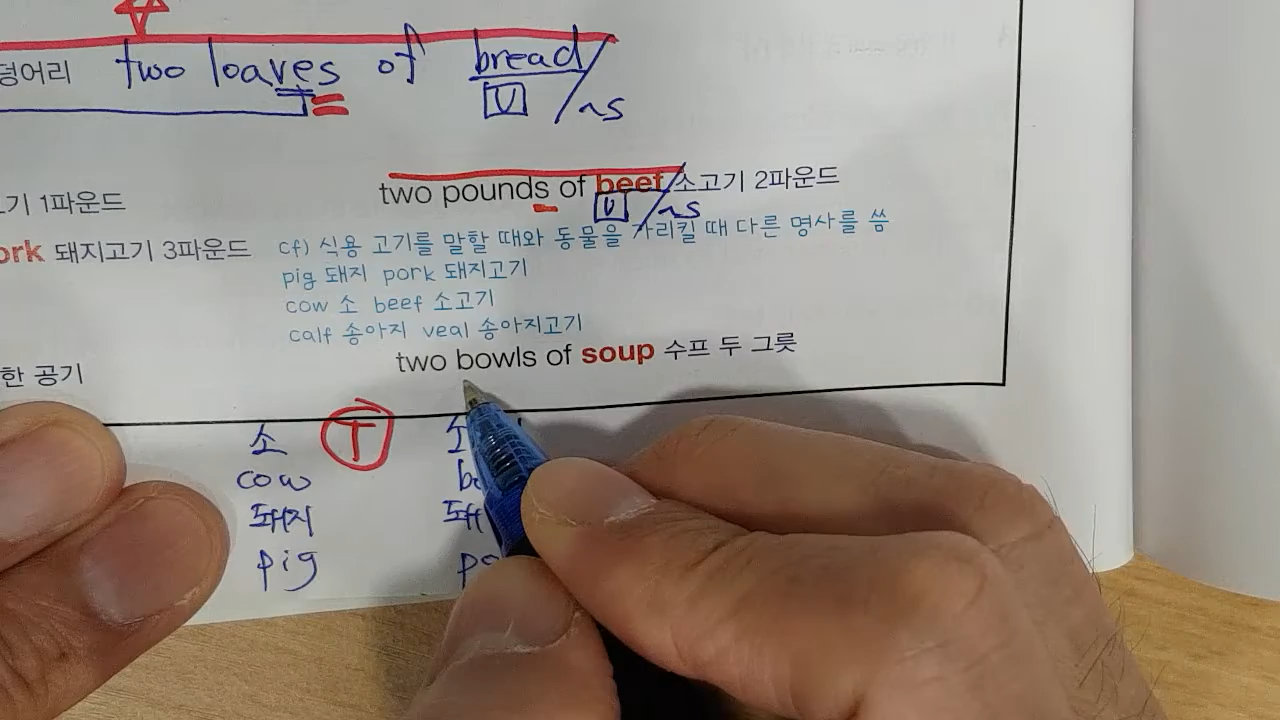 덩어리 two loaves of bread/
U /~s
two pounds of beef 소고기 2파운드
U /~s
기 1파운드
ork 돼지고기 3파운드
cf) 식용 고기를 말할 때와 동물을 가리킬 때 다른 명사를 씀
pig 돼지 pork 돼지고기
cow 소 beef 소고기
calf 송아지 veal 송아지고기
two bowls of soup 수프 두 그릇
한 공기
소 T
cow
돼지
pig